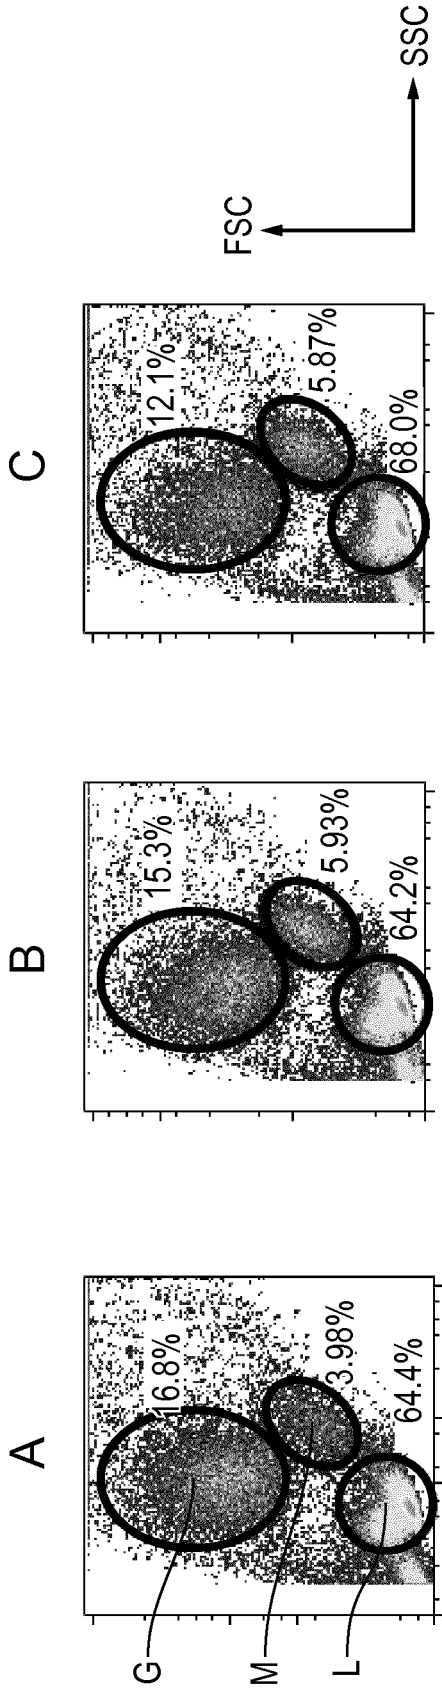 A
B
C
16.8%
3.98%
64.4%
15.3%
5.93%
64.2%
12.1%
5.87%
68.0%
G
M
L
FSC
SSC